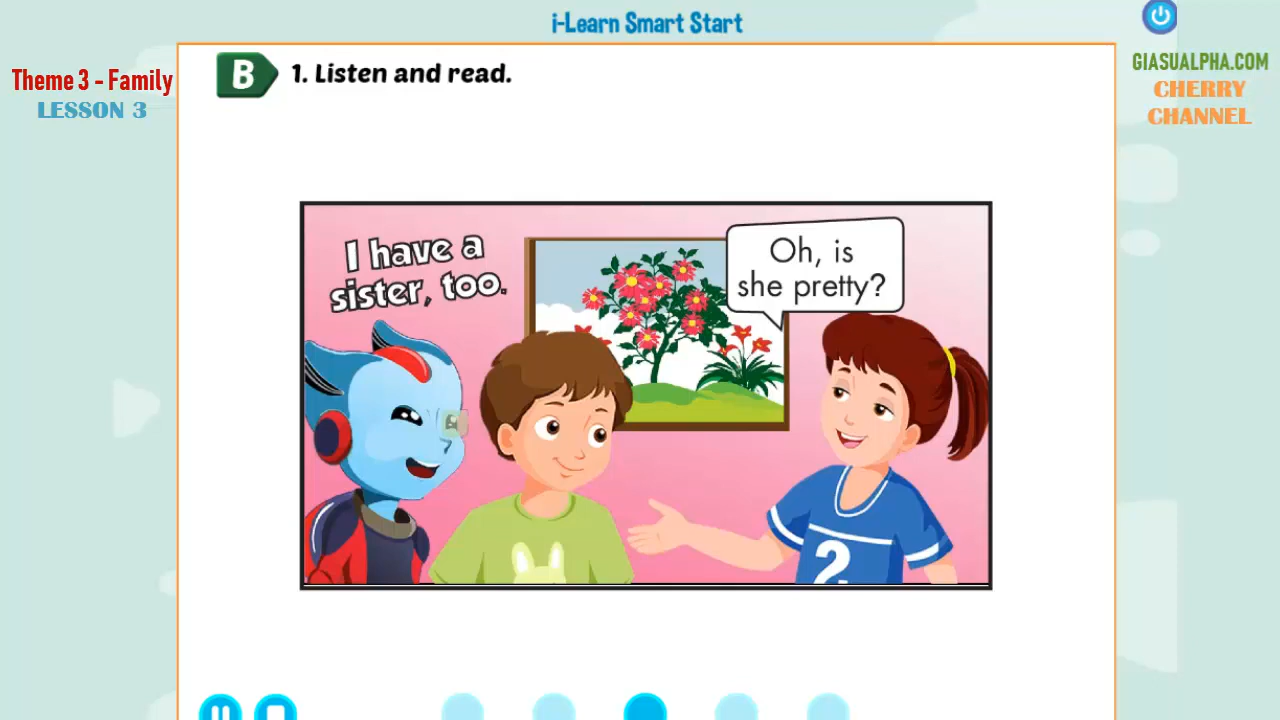 i-Learn Smart Start
Theme 3 - Family
LESSON 3
GIASUALPHA.COM
CHERRY
CHANNEL
B 1. Listen and read.
I have a
sister, too.
Oh, is
she pretty?
2